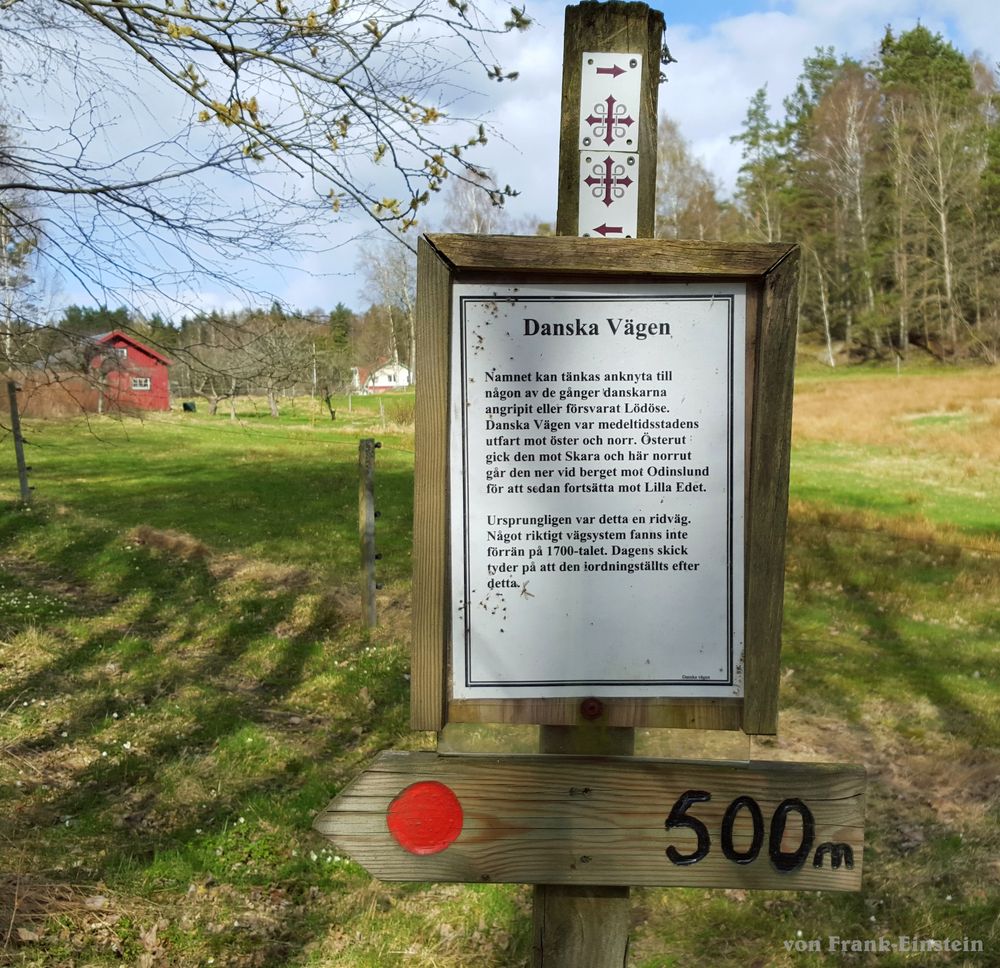 Danska Vägen
Namnet kan tänkas anknyta till
någon av de gånger danskarna
angripit eller försvarat Lödöse.
Danska Vägen var medeltidsstadens
utfart mot öster och norr. Österut
gick den mot Skara och här norrut
går den ner vid berget mot Odinslund
för att sedan fortsätta mot Lilla Edet.
Ursprungligen var detta en ridväg.
Något riktigt vägsystem fanns inte
förrän på 1700-talet. Dagens skick
tyder på att den iordningställts efter
detta.
Danska vägen
500m
von Frank-Einstein